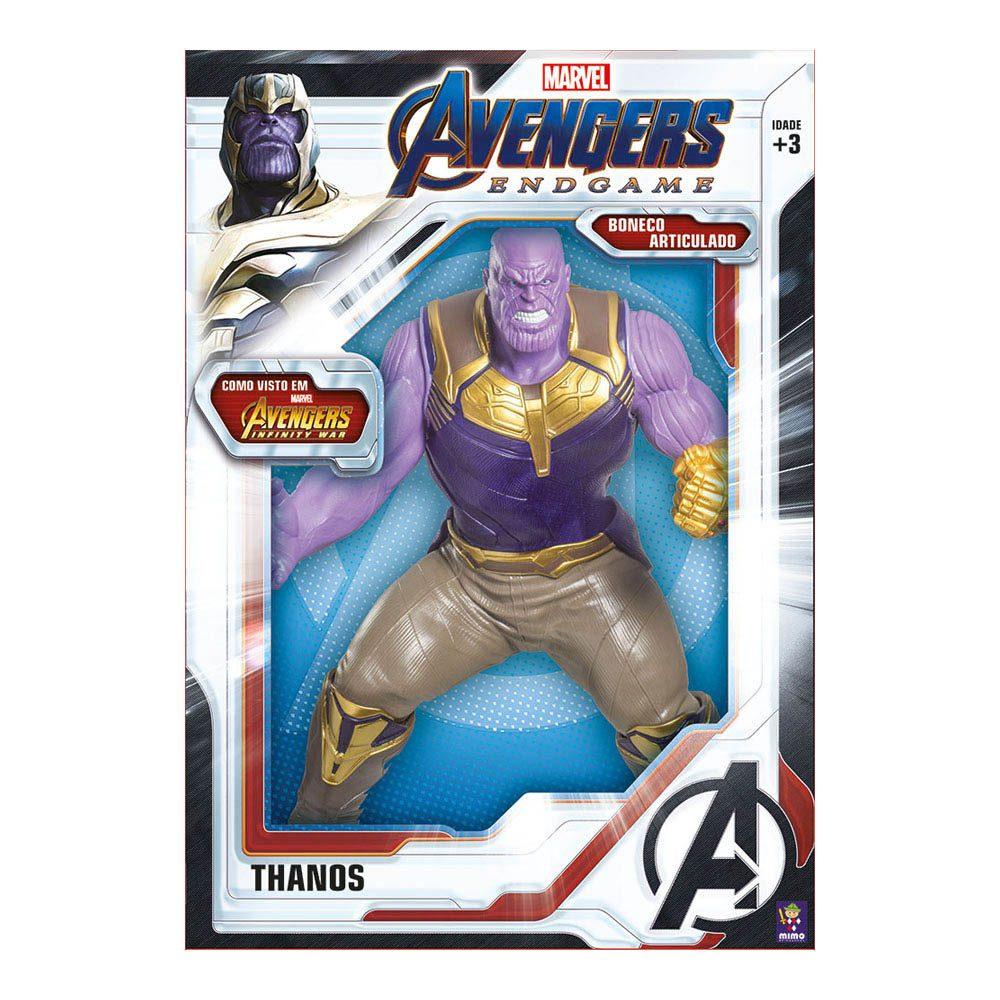 MARVEL
AVENGERS
ENDGAME
IDADE
+3
BONECO
ARTICULADO
COMO VISTO EM
MARVEL
AVENGERS
INFINITY WAR
THANOS
mimo